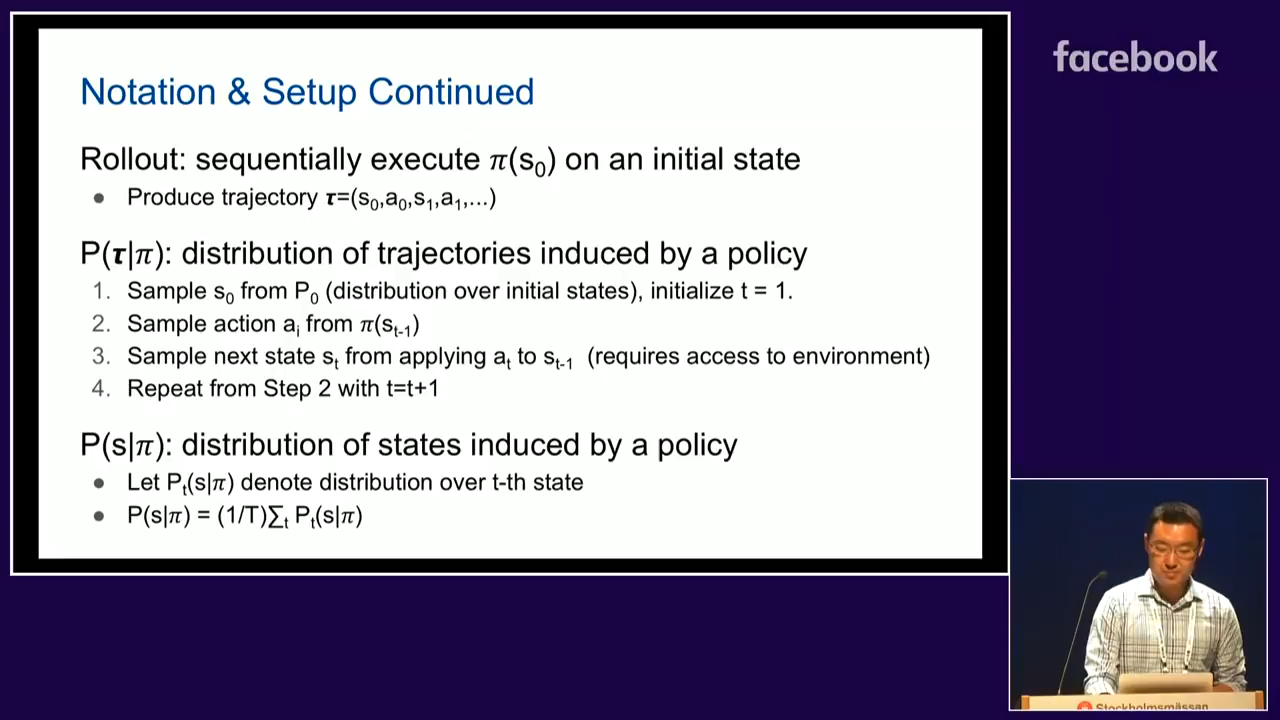 Notation & Setup Continued
facebook
Rollout: sequentially execute π(s₀) on an initial state
● Produce trajectory τ=(s₀,a₀,s₁,a₁,...)
P(τ|π): distribution of trajectories induced by a policy
1. Sample s₀ from P₀ (distribution over initial states), initialize t = 1.
2. Sample action aᵢ from π(sₜ₋₁)
3. Sample next state sₜ from applying aₜ to sₜ₋₁ (requires access to environment)
4. Repeat from Step 2 with t=t+1
P(s|π): distribution of states induced by a policy
● Let Pₜ(s|π) denote distribution over t-th state
● P(s|π) = (1/T)∑ₜ Pₜ(s|π)
Stockholmsmässan